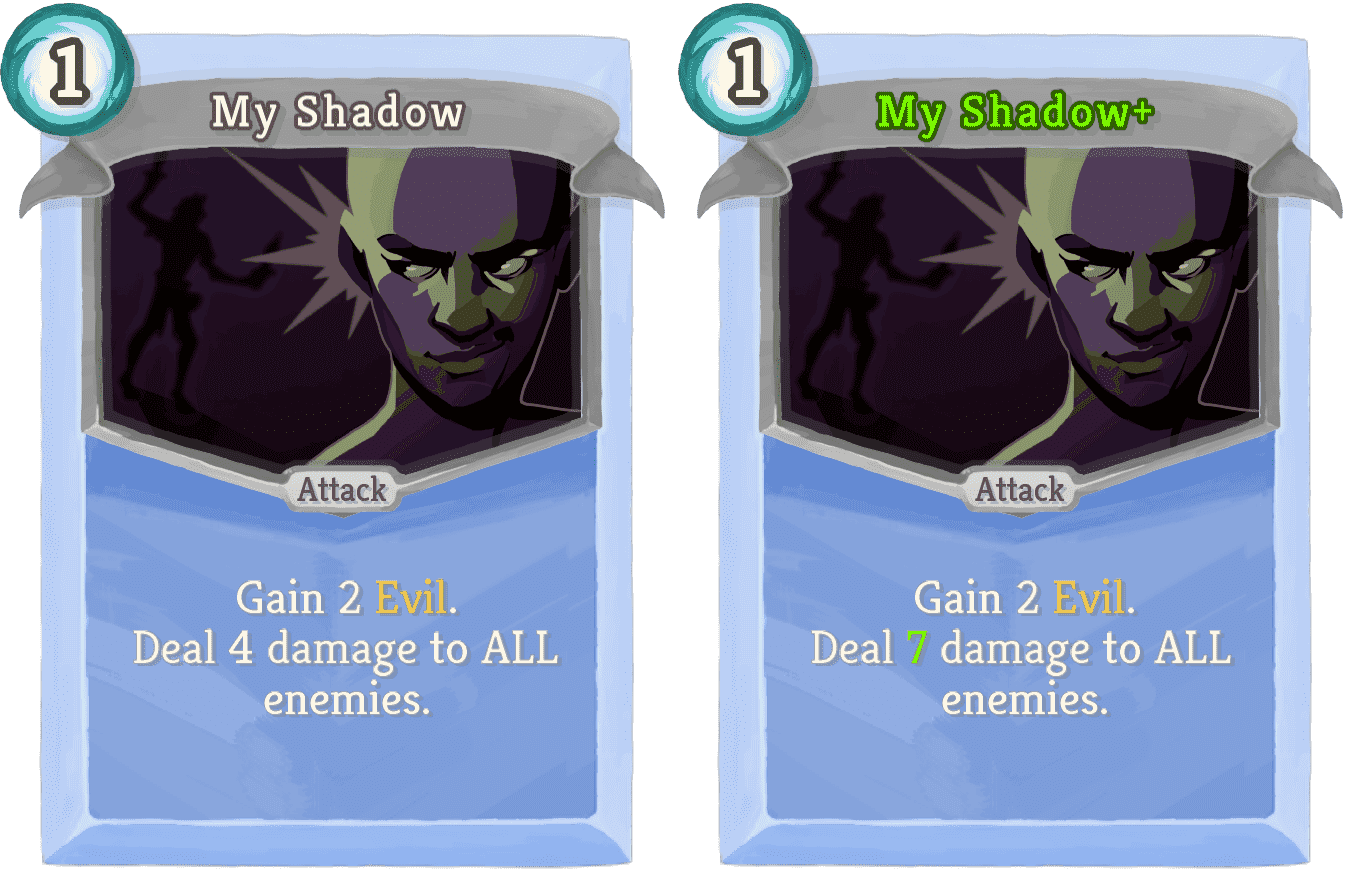 1
My Shadow
Attack
Gain 2 Evil.
Deal 4 damage to ALL
enemies.
1
My Shadow+
Attack
Gain 2 Evil.
Deal 7 damage to ALL
enemies.